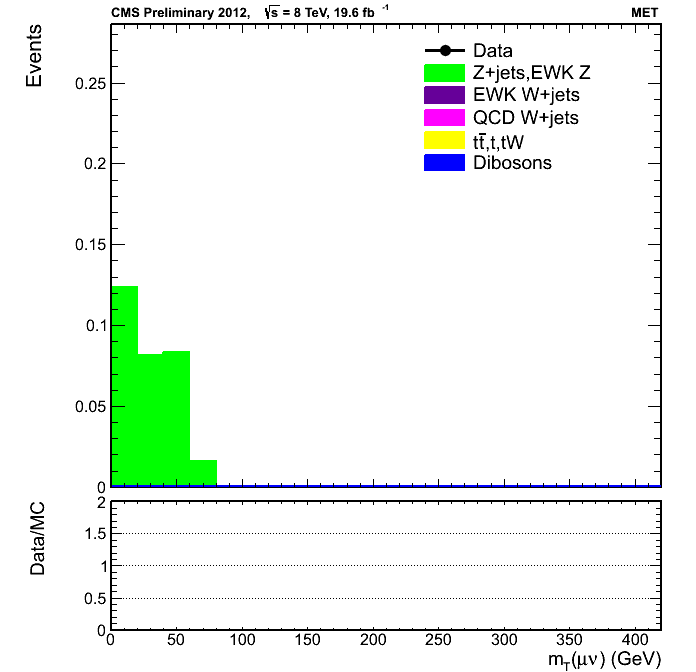 CMS Preliminary 2012, √s = 8 TeV, 19.6 fb⁻¹ MET
Events
Data
Z+jets,EWK Z
EWK W+jets
QCD W+jets
tt̅,t,tW
Dibosons
0.25
0.2
0.15
0.1
0.05
0
Data/MC
2
1.5
1
0.5
0
0 50 100 150 200 250 300 350 400
m_T(μν) (GeV)